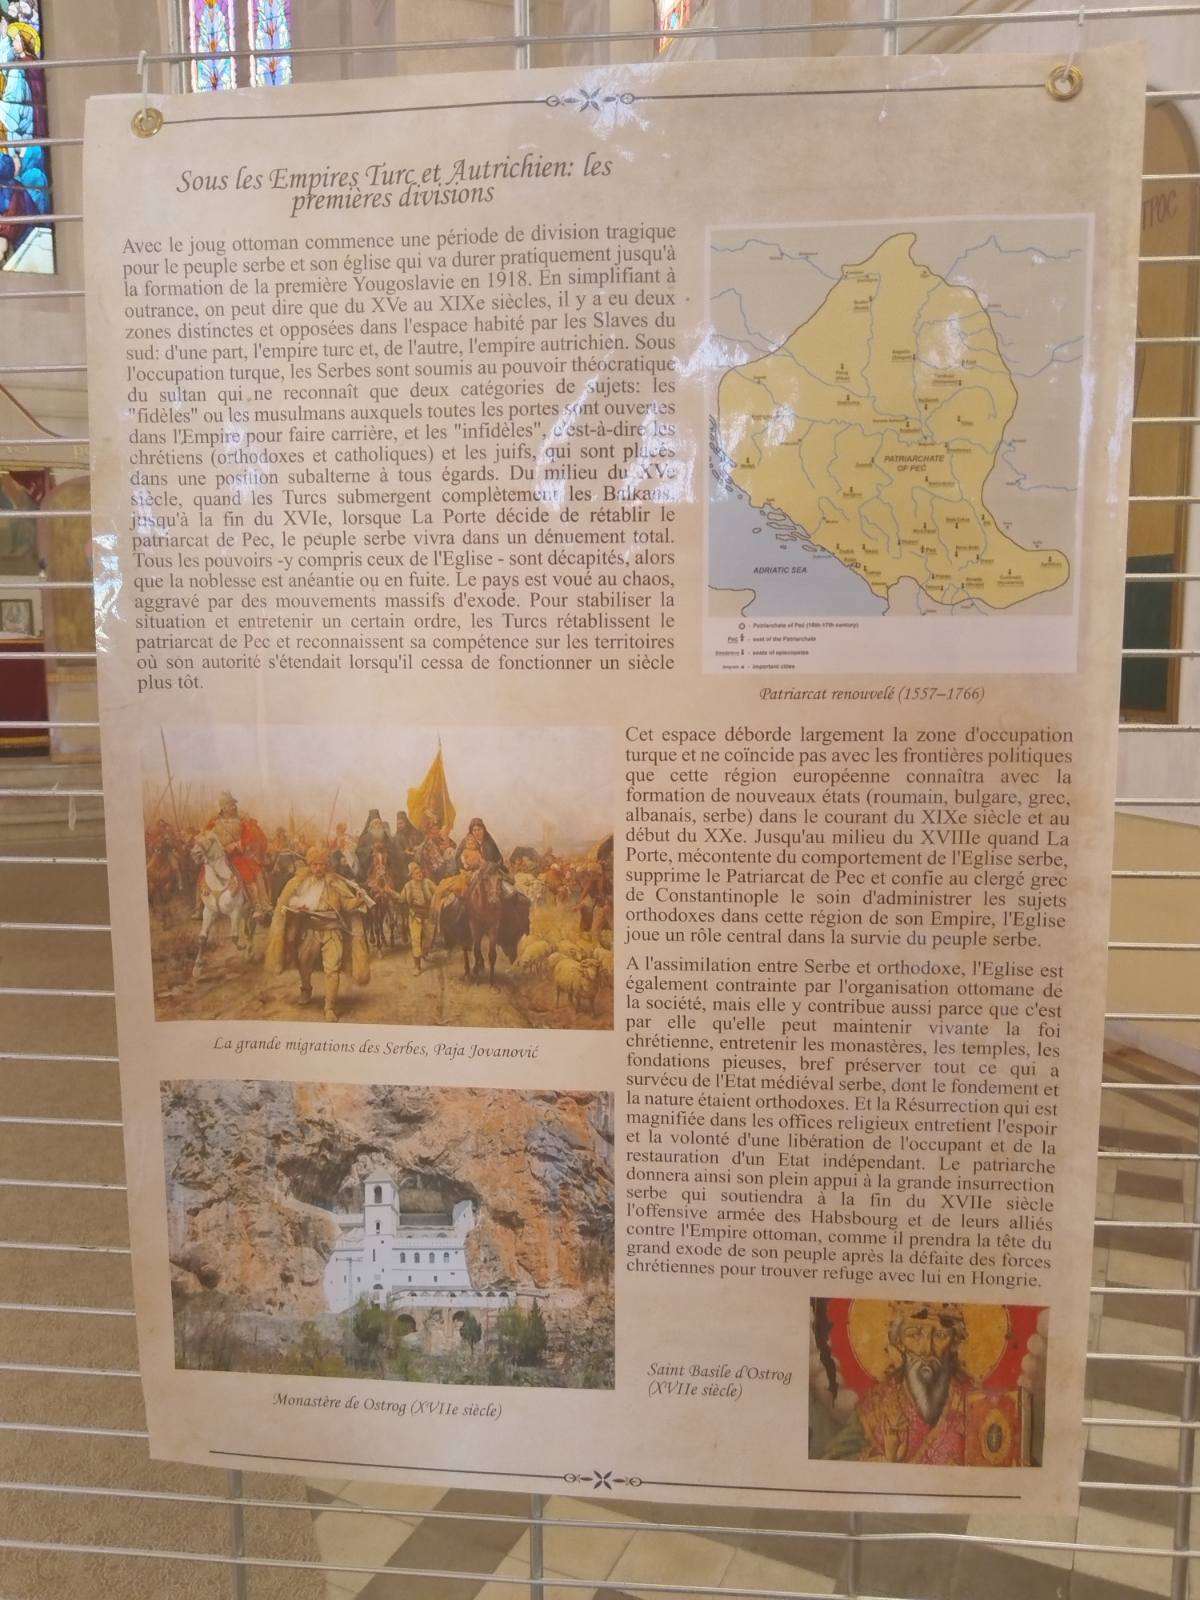 Sous les Empires Turc et Autrichien: les
premières divisions
Avec le joug ottoman commence une période de division tragique
pour le peuple serbe et son église qui va durer pratiquement jusqu'à
la formation de la première Yougoslavie en 1918. En simplifiant à
outrance, on peut dire que du XVe au XIXe siècles, il y a eu deux
zones distinctes et opposées dans l'espace habité par les Slaves du
sud: d'une part, l'empire turc et, de l'autre, l'empire autrichien. Sous
l'occupation turque, les Serbes sont soumis au pouvoir théocratique
du sultan qui ne reconnaît que deux catégories de sujets: les
"fidèles" ou les musulmans auxquels toutes les portes sont ouvertes
dans l'Empire pour faire carrière, et les "infidèles", c'est-à-dire les
chrétiens (orthodoxes et catholiques) et les juifs, qui sont placés
dans une position subalterne à tous égards. Du milieu du XVe
siècle, quand les Turcs submergent complètement les Balkans,
jusqu'à la fin du XVIe, lorsque La Porte décide de rétablir le
patriarcat de Pec, le peuple serbe vivra dans un dénuement total.
Tous les pouvoirs -y compris ceux de l'Eglise - sont décapités, alors
que la noblesse est anéantie ou en fuite. Le pays est voué au chaos,
aggravé par des mouvements massifs d'exode. Pour stabiliser la
situation et entretenir un certain ordre, les Turcs rétablissent le
patriarcat de Pec et reconnaissent sa compétence sur les territoires
où son autorité s'étendait lorsqu'il cessa de fonctionner un siècle
plus tôt.
PATRIARCHATE
OF PEĆ
ADRIATIC SEA
- Patriarchate of Peć (16th-17th century)
Peć - seat of the Patriarchate
- seats of episcopates
- important cities
Patriarcat renouvelé (1557–1766)
Cet espace déborde largement la zone d'occupation
turque et ne coïncide pas avec les frontières politiques
que cette région européenne connaîtra avec la
formation de nouveaux états (roumain, bulgare, grec,
albanais, serbe) dans le courant du XIXe siècle et au
début du XXe. Jusqu'au milieu du XVIIIe quand La
Porte, mécontente du comportement de l'Eglise serbe,
supprime le Patriarcat de Pec et confie au clergé grec
de Constantinople le soin d'administrer les sujets
orthodoxes dans cette région de son Empire, l'Eglise
joue un rôle central dans la survie du peuple serbe.
A l'assimilation entre Serbe et orthodoxe, l'Eglise est
également contrainte par l'organisation ottomane de
la société, mais elle y contribue aussi parce que c'est
par elle qu'elle peut maintenir vivante la foi
chrétienne, entretenir les monastères, les temples, les
fondations pieuses, bref préserver tout ce qui a
survécu de l'Etat médiéval serbe, dont le fondement et
la nature étaient orthodoxes. Et la Résurrection qui est
magnifiée dans les offices religieux entretient l'espoir
et la volonté d'une libération de l'occupant et de la
restauration d'un Etat indépendant. Le patriarche
donnera ainsi son plein appui à la grande insurrection
serbe qui soutiendra à la fin du XVIIe siècle
l'offensive armée des Habsbourg et de leurs alliés
contre l'Empire ottoman, comme il prendra la tête du
grand exode de son peuple après la défaite des forces
chrétiennes pour trouver refuge avec lui en Hongrie.
La grande migrations des Serbes, Paja Jovanović
Monastère de Ostrog (XVIIe siècle)
Saint Basile d'Ostrog
(XVIIe siècle)